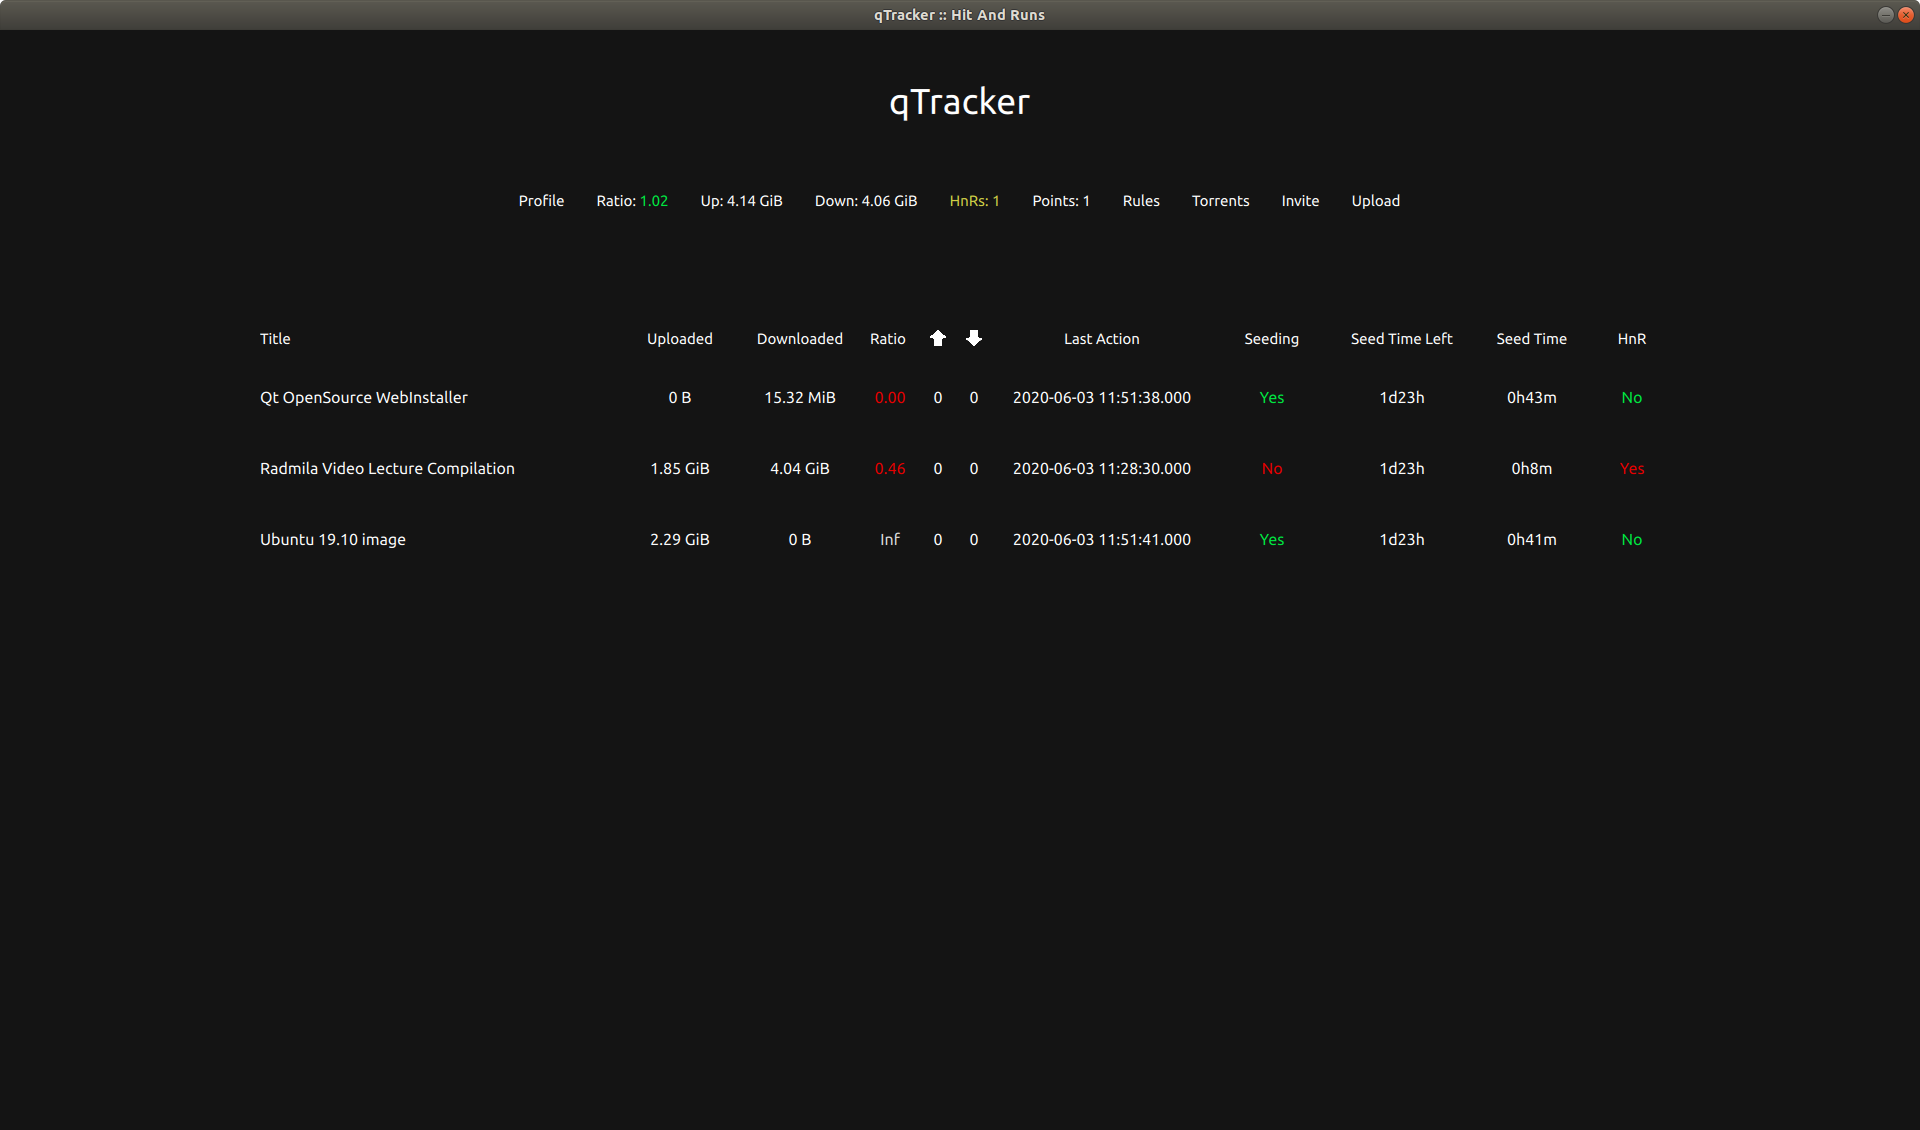 qTracker :: Hit And Runs
qTracker
Profile Ratio: 1.02 Up: 4.14 GiB Down: 4.06 GiB HnRs: 1 Points: 1 Rules Torrents Invite Upload
Title Uploaded Downloaded Ratio Last Action Seeding Seed Time Left Seed Time HnR
Qt OpenSource WebInstaller 0 B 15.32 MiB 0.00 0 0 2020-06-03 11:51:38.000 Yes 1d23h 0h43m No
Radmila Video Lecture Compilation 1.85 GiB 4.04 GiB 0.46 0 0 2020-06-03 11:28:30.000 No 1d23h 0h8m Yes
Ubuntu 19.10 image 2.29 GiB 0 B Inf 0 0 2020-06-03 11:51:41.000 Yes 1d23h 0h41m No